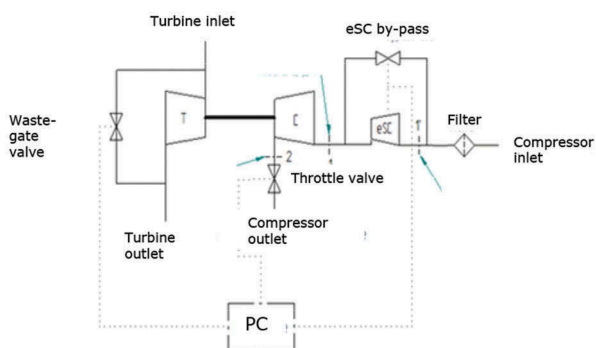 Turbine inlet
eSC by-pass
Waste-
gate
valve
T
C
eSC
1'
Filter
Compressor
inlet
1
2
Throttle valve
Compressor
outlet
Turbine
outlet
PC